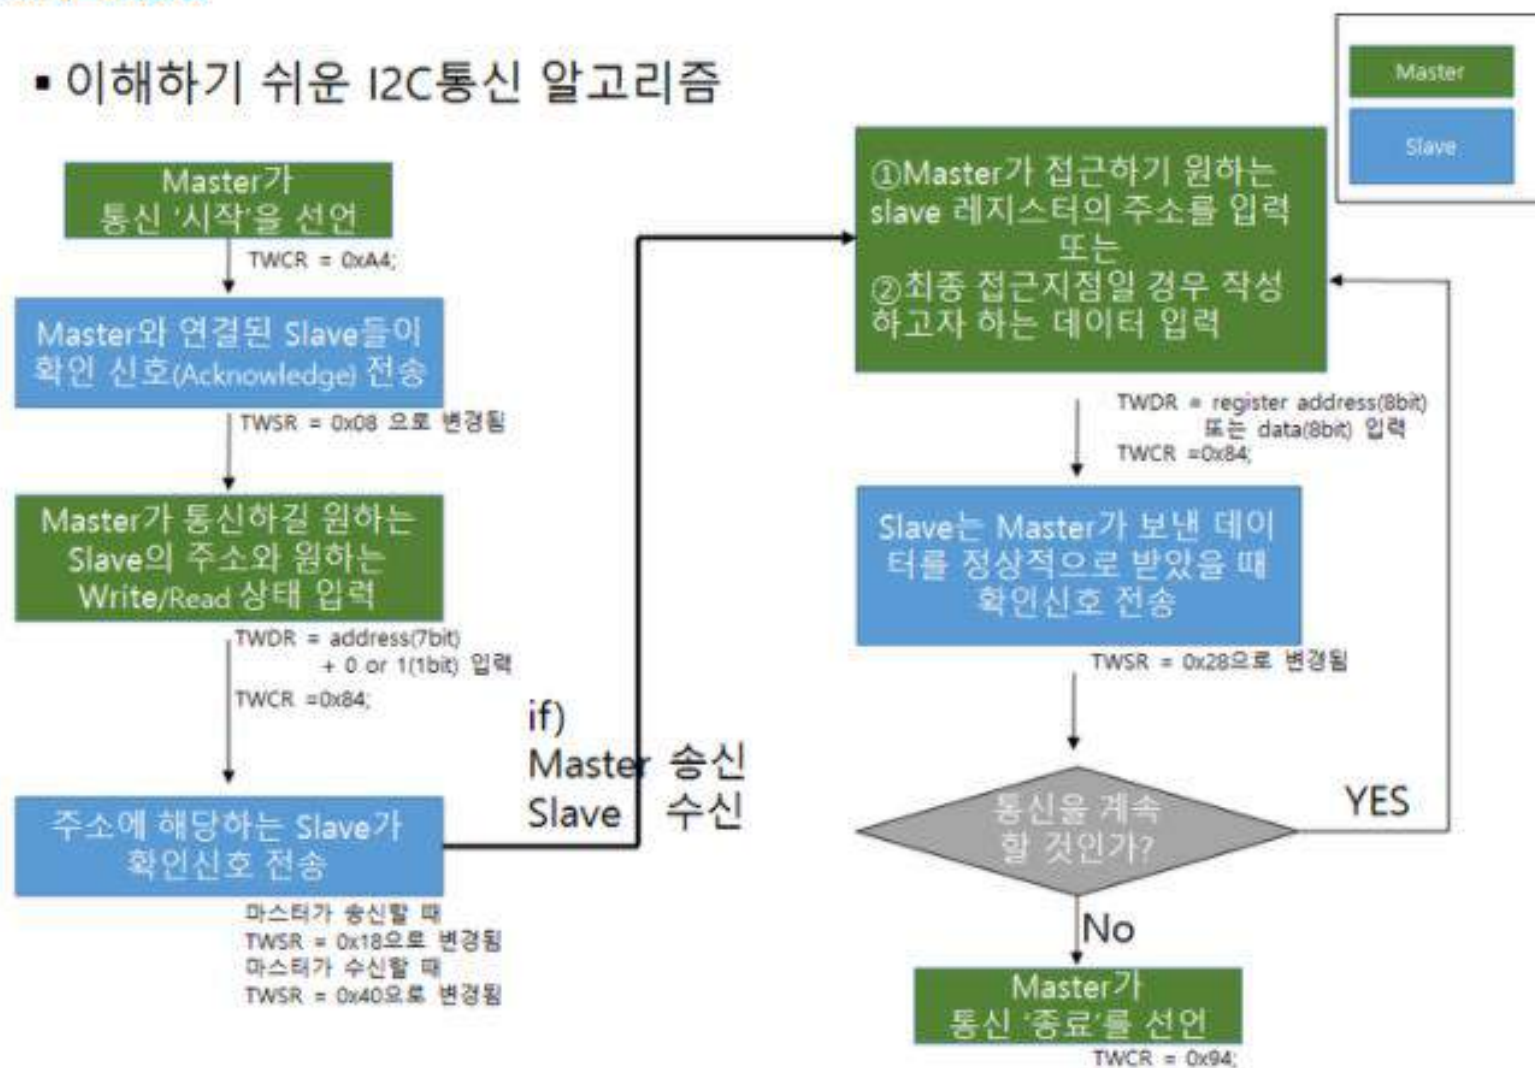 ▪ 이해하기 쉬운 I2C통신 알고리즘
Master
Slave
Master가
통신 '시작'을 선언
TWCR = 0xA4;
Master와 연결된 Slave들이
확인 신호(Acknowledge) 전송
TWSR = 0x08 으로 변경됨
Master가 통신하길 원하는
Slave의 주소와 원하는
Write/Read 상태 입력
TWDR = address(7bit)
+ 0 or 1(1bit) 입력
TWCR =0x84;
주소에 해당하는 Slave가
확인신호 전송
마스터가 송신할 때
TWSR = 0x18으로 변경됨
마스터가 수신할 때
TWSR = 0x40으로 변경됨
if)
Master 송신
Slave 수신
①Master가 접근하기 원하는
slave 레지스터의 주소를 입력
또는
②최종 접근지점일 경우 작성
하고자 하는 데이터 입력
TWDR = register address(8bit)
또는 data(8bit) 입력
TWCR =0x84;
Slave는 Master가 보낸 데이
터를 정상적으로 받았을 때
확인신호 전송
TWSR = 0x28으로 변경됨
통신을 계속
할 것인가?
YES
No
Master가
통신 '종료'를 선언
TWCR = 0x94;